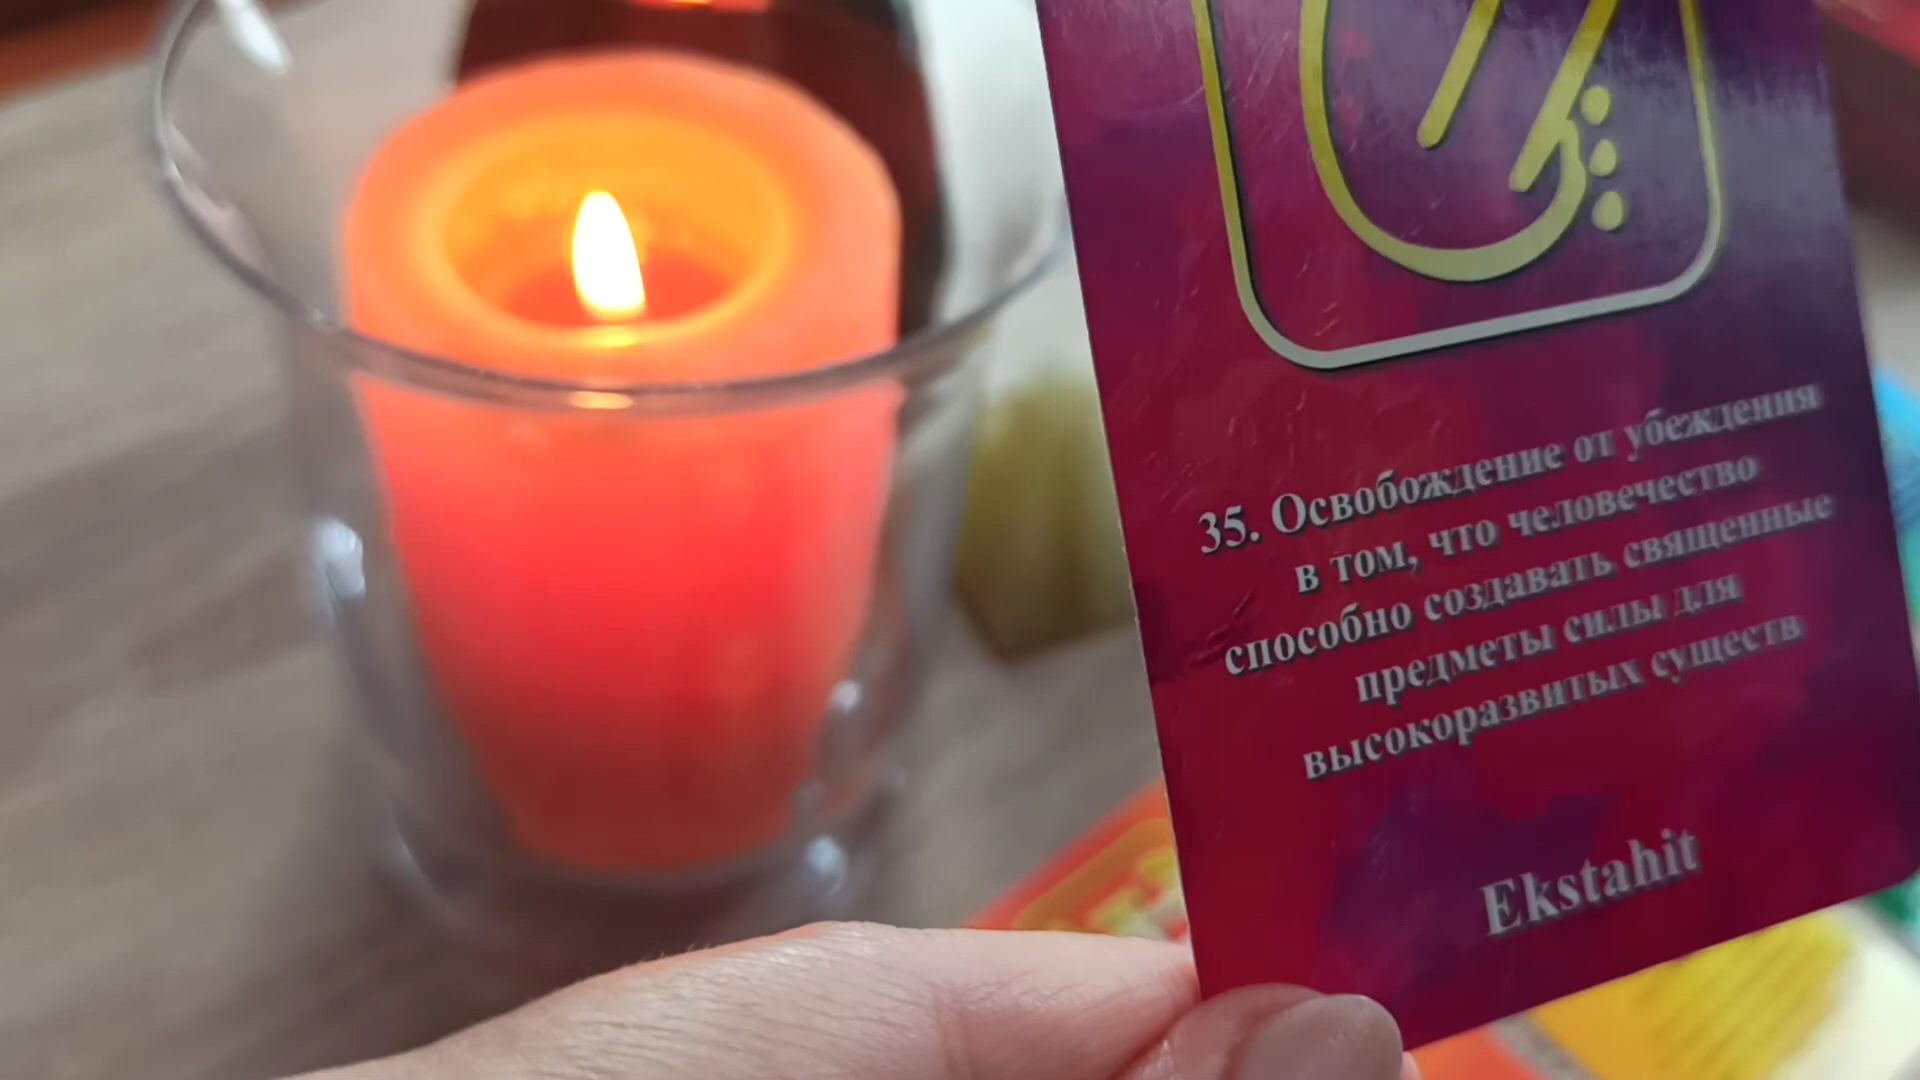 35. Освобождение от убеждения
в том, что человечество
способно создавать священные
предметы силы для
высокоразвитых существ
Ekstahit